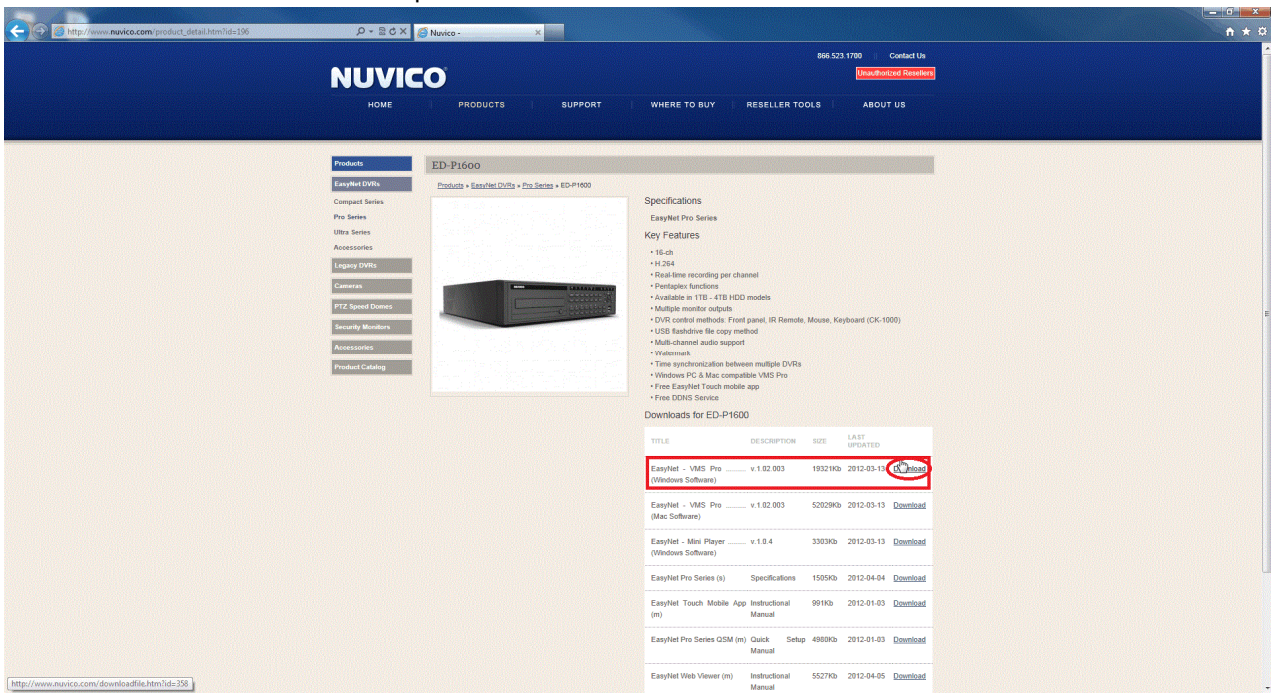 http://www.nuvico.com/product_detail.htm?id=196
Nuvico -
866.523.1700 || Contact Us
Unauthorized Resellers
NUVICO
HOME
PRODUCTS
SUPPORT
WHERE TO BUY
RESELLER TOOLS
ABOUT US
Products
EasyNet DVRs
Compact Series
Pro Series
Ultra Series
Accessories
Legacy DVRs
Cameras
PTZ Speed Domes
Security Monitors
Accessories
Product Catalog
ED-P1600
Products » EasyNet DVRs » Pro Series » ED-P1600
Specifications
EasyNet Pro Series
Key Features
• 16-ch
• H.264
• Real-time recording per channel
• Pentaplex functions
• Available in 1TB - 4TB HDD models
• Multiple monitor outputs
• DVR control methods: Front panel, IR Remote, Mouse, Keyboard (CK-1000)
• USB flashdrive file copy method
• Multi-channel audio support
• Watermark
• Time synchronization between multiple DVRs
• Windows PC & Mac compatible VMS Pro
• Free EasyNet Touch mobile app
• Free DDNS Service
Downloads for ED-P1600
TITLE DESCRIPTION SIZE LAST UPDATED
EasyNet - VMS Pro .......... v.1.02.003 19321Kb 2012-03-13 Download
(Windows Software)
EasyNet - VMS Pro .......... v.1.02.003 52029Kb 2012-03-13 Download
(Mac Software)
EasyNet - Mini Player ......... v.1.0.4 3303Kb 2012-03-13 Download
(Windows Software)
EasyNet Pro Series (s) Specifications 1505Kb 2012-04-04 Download
EasyNet Touch Mobile App Instructional 991Kb 2012-01-03 Download
(m) Manual
EasyNet Pro Series QSM (m) Quick Setup 4980Kb 2012-01-03 Download
Manual
EasyNet Web Viewer (m) Instructional 5527Kb 2012-04-05 Download
Manual
http://www.nuvico.com/downloadfile.htm?id=358